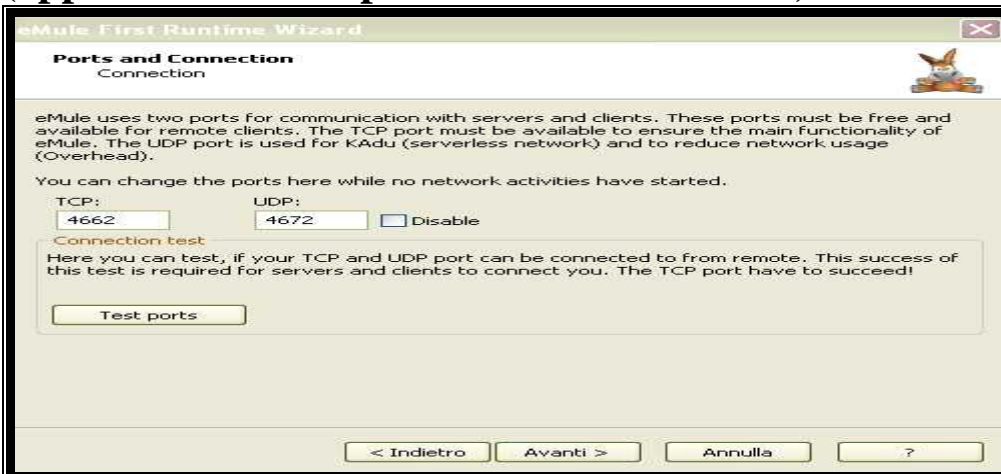 eMule First Runtime Wizard
Ports and Connection
Connection
eMule uses two ports for communication with servers and clients. These ports must be free and
available for remote clients. The TCP port must be available to ensure the main functionality of
eMule. The UDP port is used for KAdu (serverless network) and to reduce network usage
(Overhead).
You can change the ports here while no network activities have started.
TCP: UDP:
4662 4672 Disable
Connection test
Here you can test, if your TCP and UDP port can be connected to from remote. This success of
this test is required for servers and clients to connect you. The TCP port have to succeed!
Test ports
< Indietro Avanti > Annulla ?